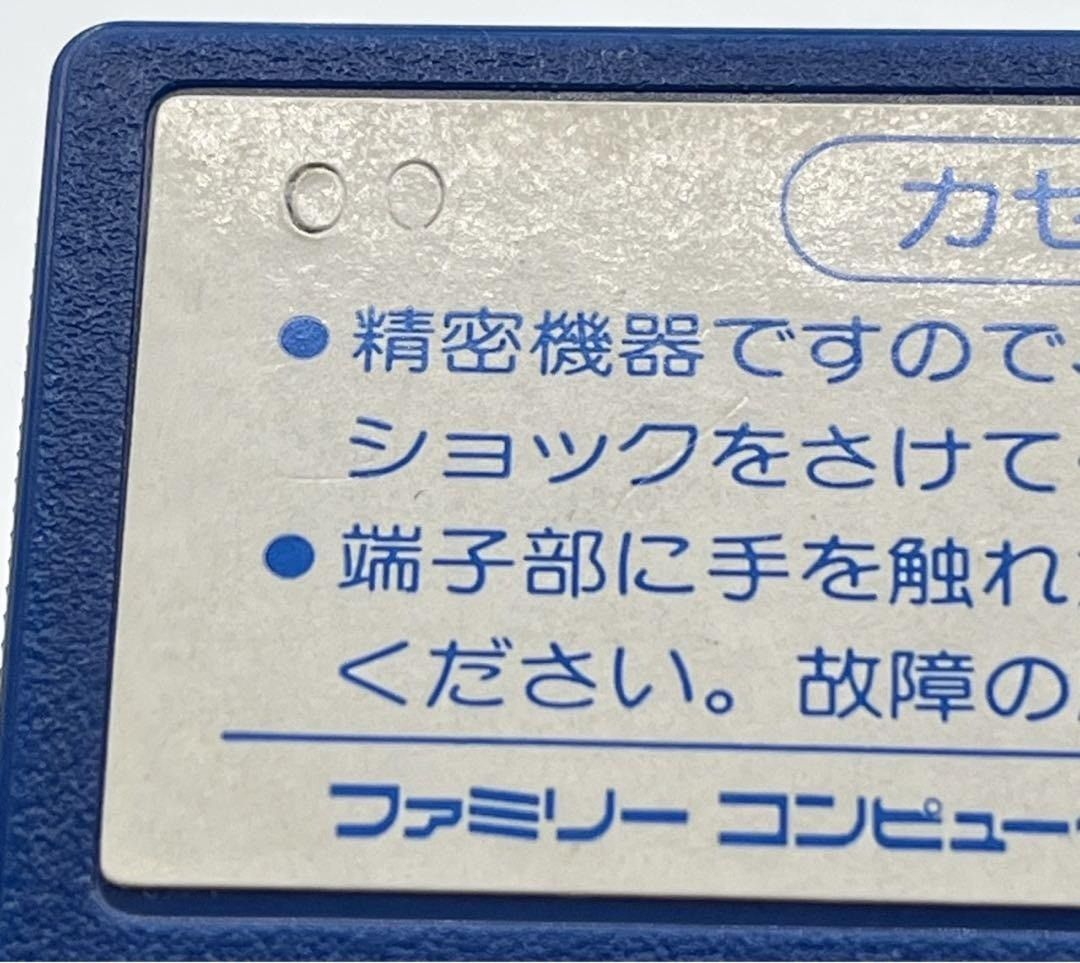 00
カセ
●精密機器ですので、
ショックをさけて
●端子部に手を触れ
ください。故障の
ファミリー コンピュー